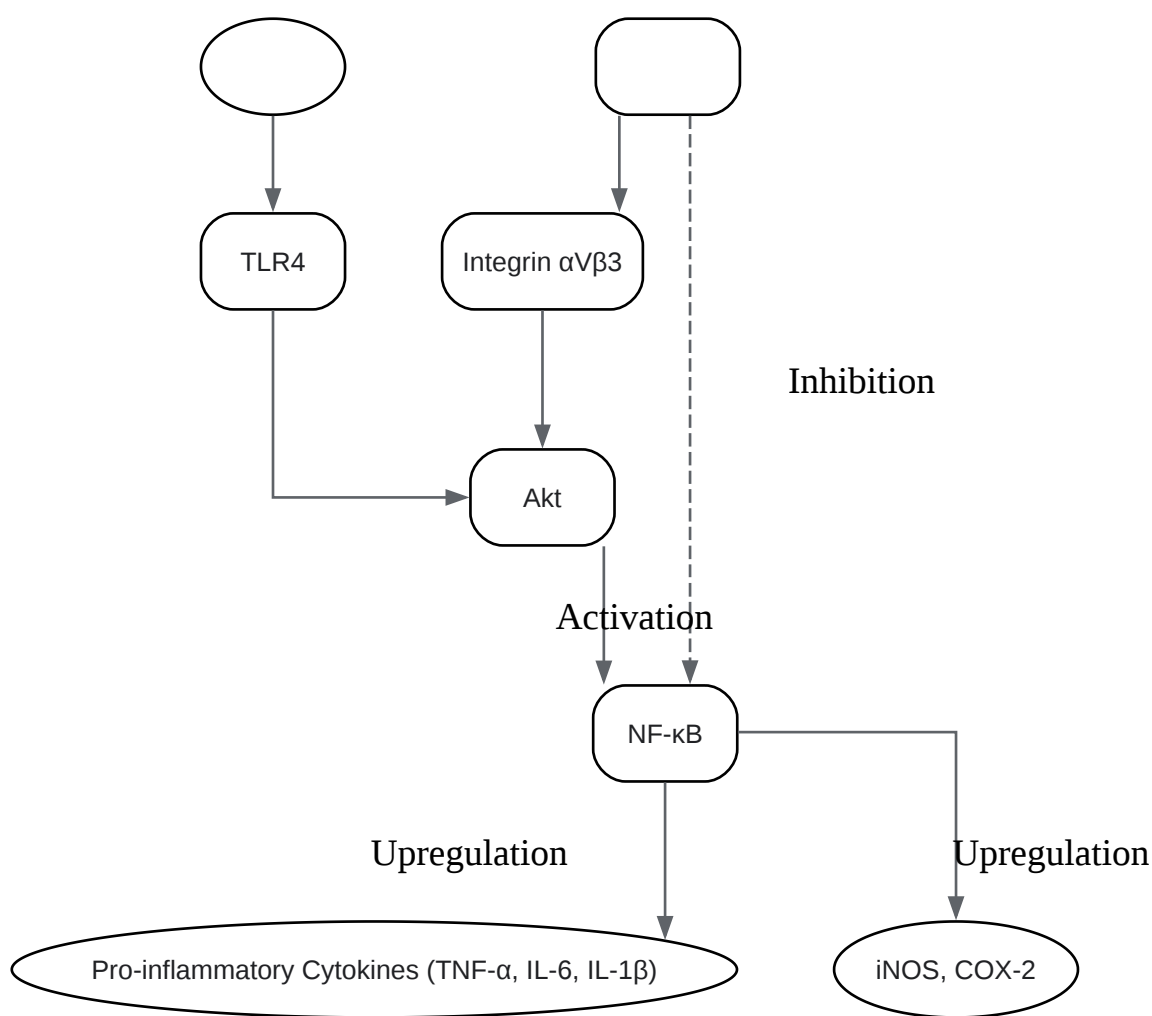 TLR4
Integrin αVβ3
Inhibition
Akt
Activation
NF-κB
Upregulation
Upregulation
Pro-inflammatory Cytokines (TNF-α, IL-6, IL-1β)
iNOS, COX-2